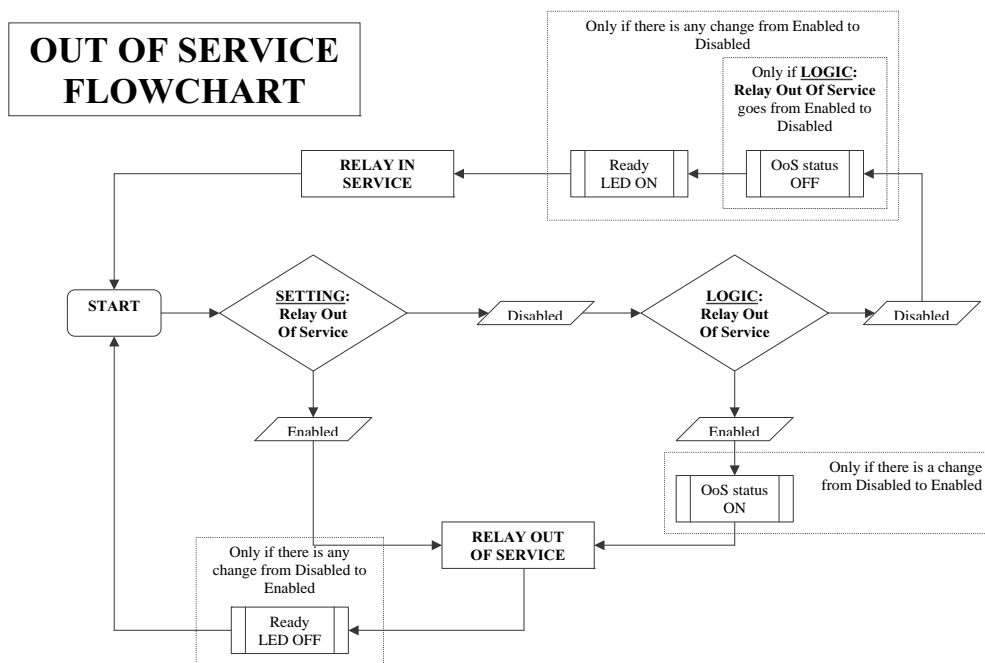 OUT OF SERVICE
FLOWCHART
Only if there is any change from Enabled to
Disabled
Only if LOGIC:
Relay Out Of Service
goes from Enabled to
Disabled
RELAY IN
SERVICE
Ready
LED ON
OoS status
OFF
START
SETTING:
Relay Out
Of Service
Disabled
LOGIC:
Relay Out
Of Service
Disabled
Enabled
Enabled
Only if there is a change
from Disabled to Enabled
OoS status
ON
RELAY OUT
OF SERVICE
Only if there is any
change from Disabled to
Enabled
Ready
LED OFF